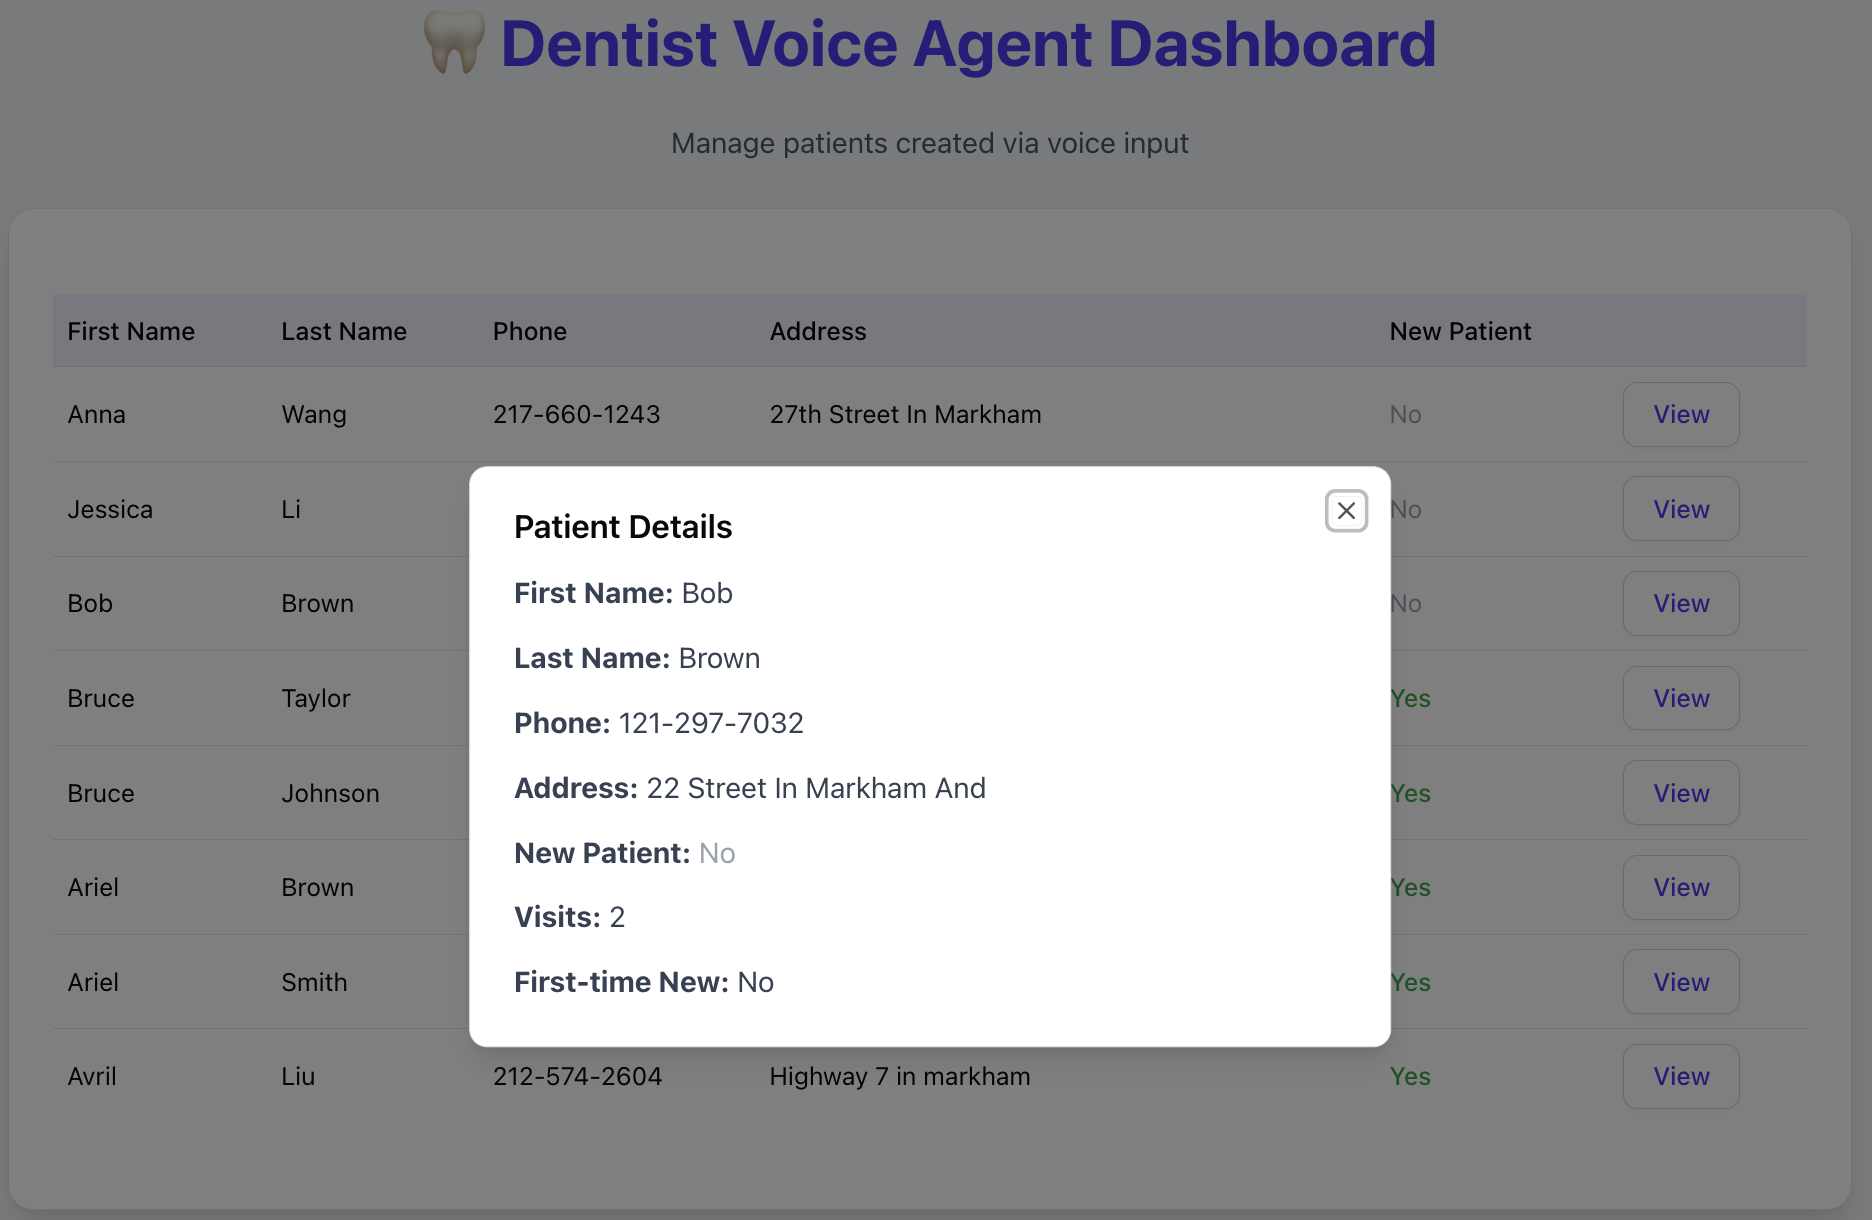 🦷 Dentist Voice Agent Dashboard
Manage patients created via voice input
First Name Last Name Phone Address New Patient
Anna Wang 217-660-1243 27th Street In Markham No View
Jessica Li No View
Bob Brown No View
Bruce Taylor Yes View
Bruce Johnson Yes View
Ariel Brown Yes View
Ariel Smith Yes View
Avril Liu 212-574-2604 Highway 7 in markham Yes View
Patient Details
First Name: Bob
Last Name: Brown
Phone: 121-297-7032
Address: 22 Street In Markham And
New Patient: No
Visits: 2
First-time New: No